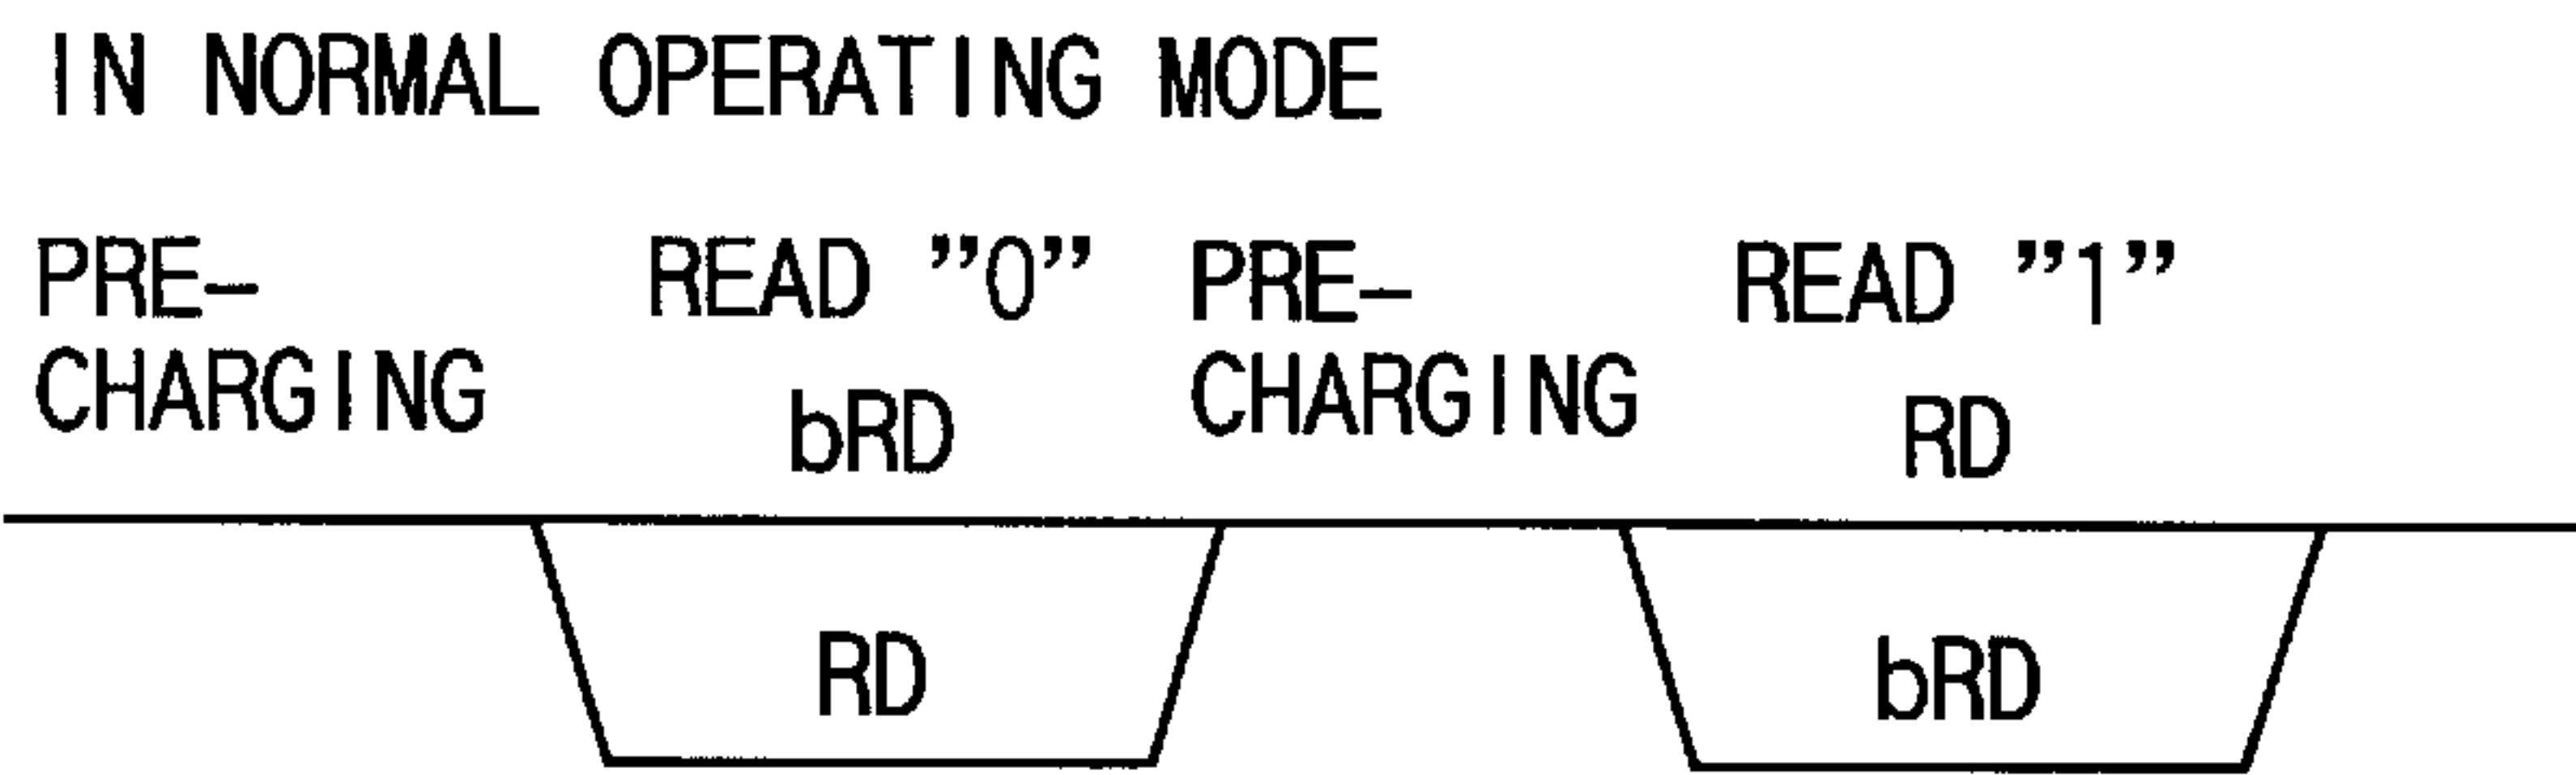 IN NORMAL OPERATING MODE
PRE- READ ”0” PRE- READ ”1”
CHARGING bRD CHARGING RD
RD bRD